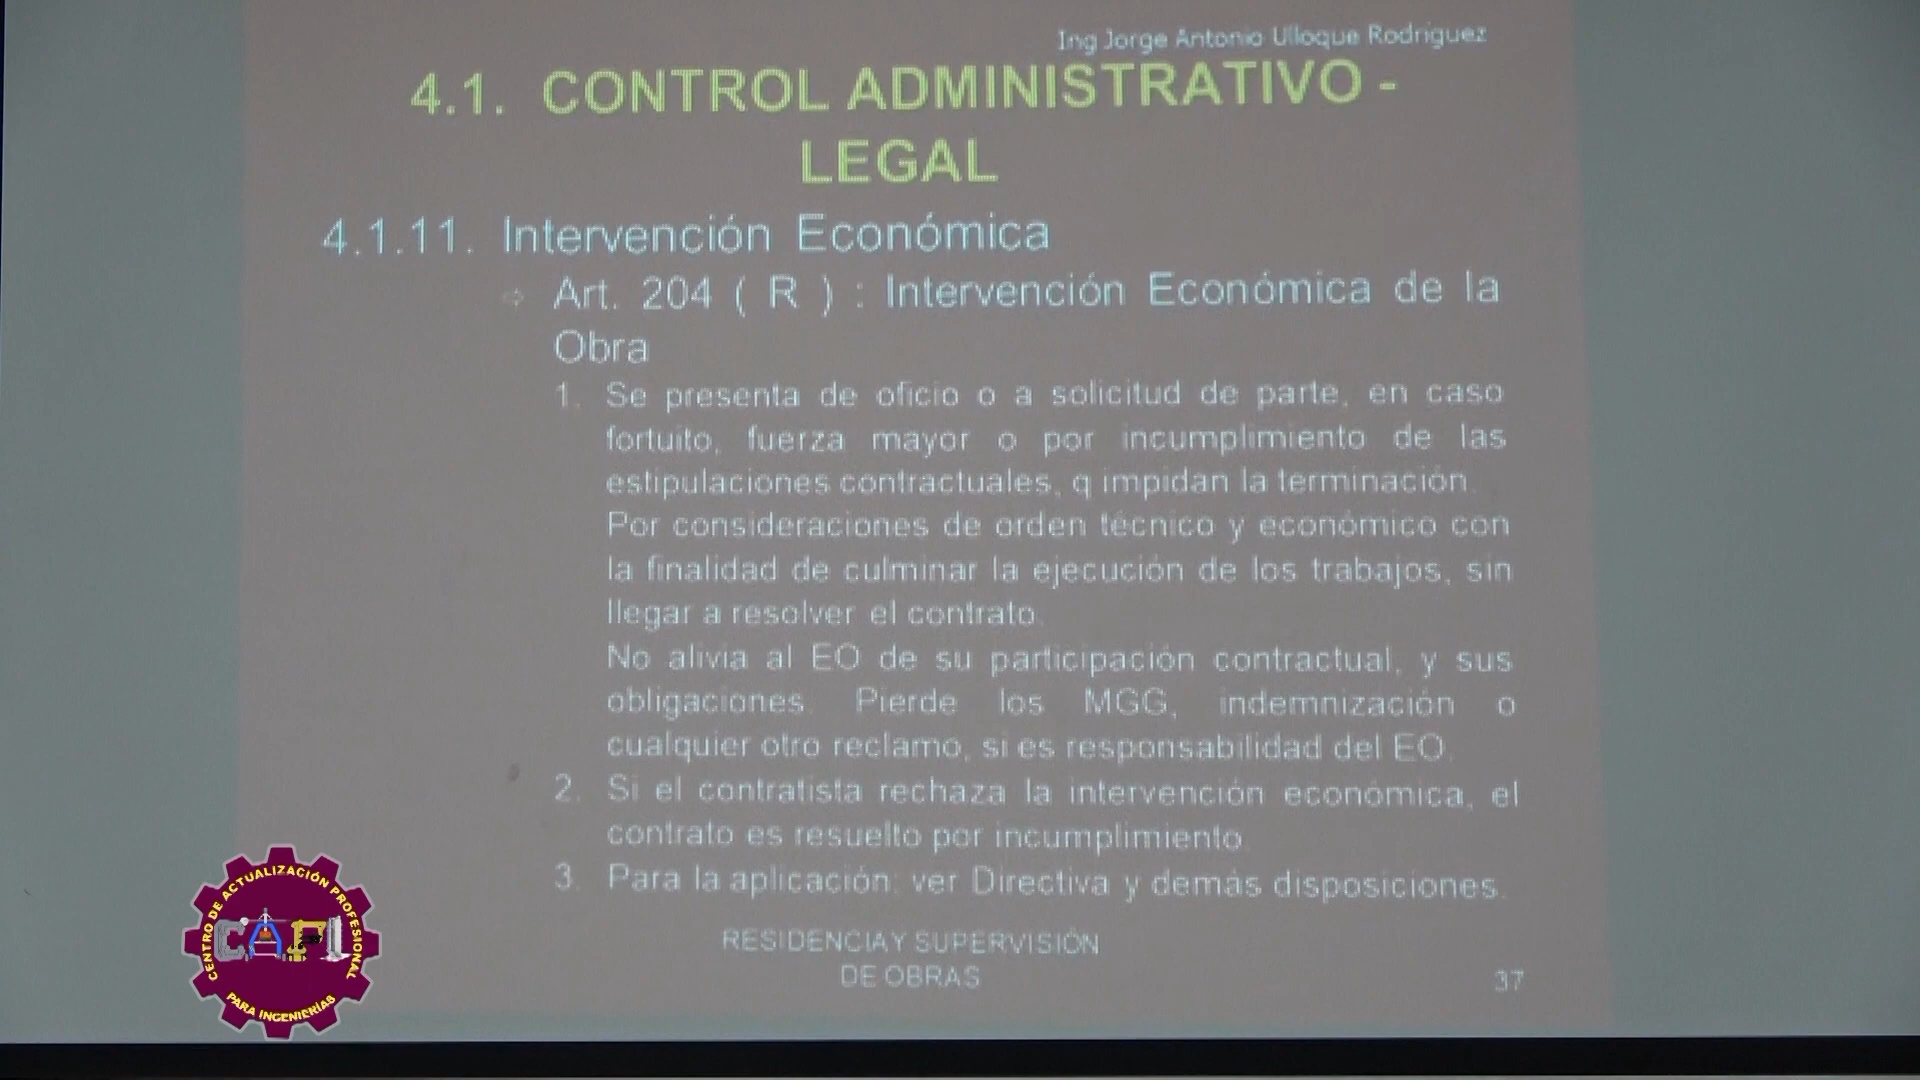 Ing Jorge Antonio Ulloque Rodriguez
4.1. CONTROL ADMINISTRATIVO -
LEGAL
4.1.11. Intervención Económica
Art. 204 ( R ) : Intervención Económica de la
Obra
1. Se presenta de oficio o a solicitud de parte, en caso
fortuito, fuerza mayor o por incumplimiento de las
estipulaciones contractuales, q impidan la terminación.
Por consideraciones de orden técnico y económico con
la finalidad de culminar la ejecución de los trabajos, sin
llegar a resolver el contrato.
No alivia al EO de su participación contractual, y sus
obligaciones. Pierde los MGG, indemnización o
cualquier otro reclamo, si es responsabilidad del EO.
2. Si el contratista rechaza la intervención económica, el
contrato es resuelto por incumplimiento.
3. Para la aplicación: ver Directiva y demás disposiciones.
RESIDENCIA Y SUPERVISIÓN
DE OBRAS
37
CENTRO DE ACTUALIZACIÓN PROFESIONAL
CAPI
PARA INGENIERÍAS